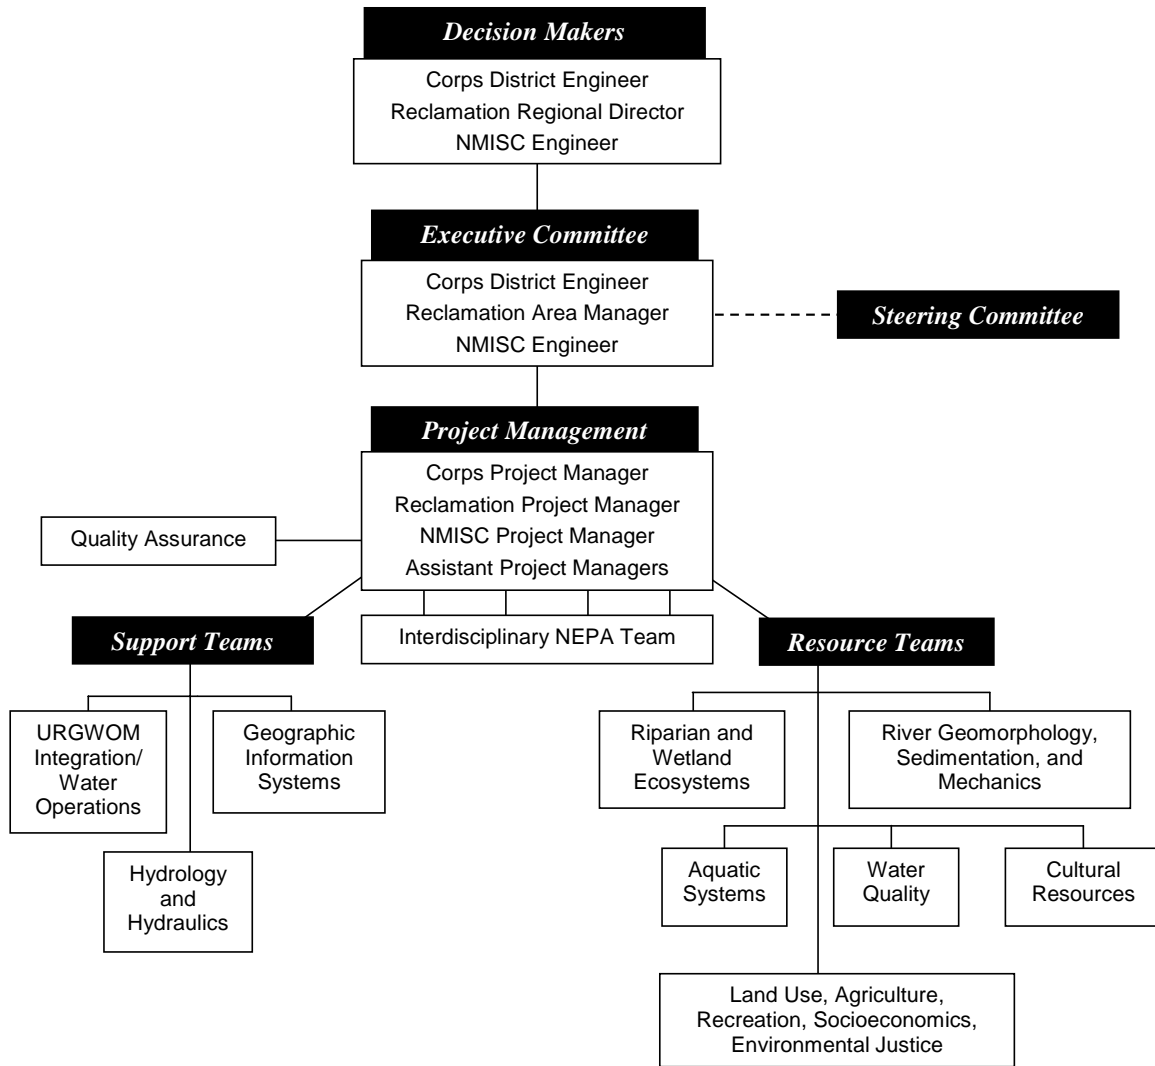 Decision Makers
Corps District Engineer
Reclamation Regional Director
NMISC Engineer
Executive Committee
Corps District Engineer
Reclamation Area Manager
NMISC Engineer
Steering Committee
Project Management
Corps Project Manager
Reclamation Project Manager
NMISC Project Manager
Assistant Project Managers
Quality Assurance
Interdisciplinary NEPA Team
Support Teams
URGWOM
Integration/
Water
Operations
Geographic
Information
Systems
Hydrology
and
Hydraulics
Resource Teams
Riparian and
Wetland
Ecosystems
River Geomorphology,
Sedimentation, and
Mechanics
Aquatic
Systems
Water
Quality
Cultural
Resources
Land Use, Agriculture,
Recreation, Socioeconomics,
Environmental Justice